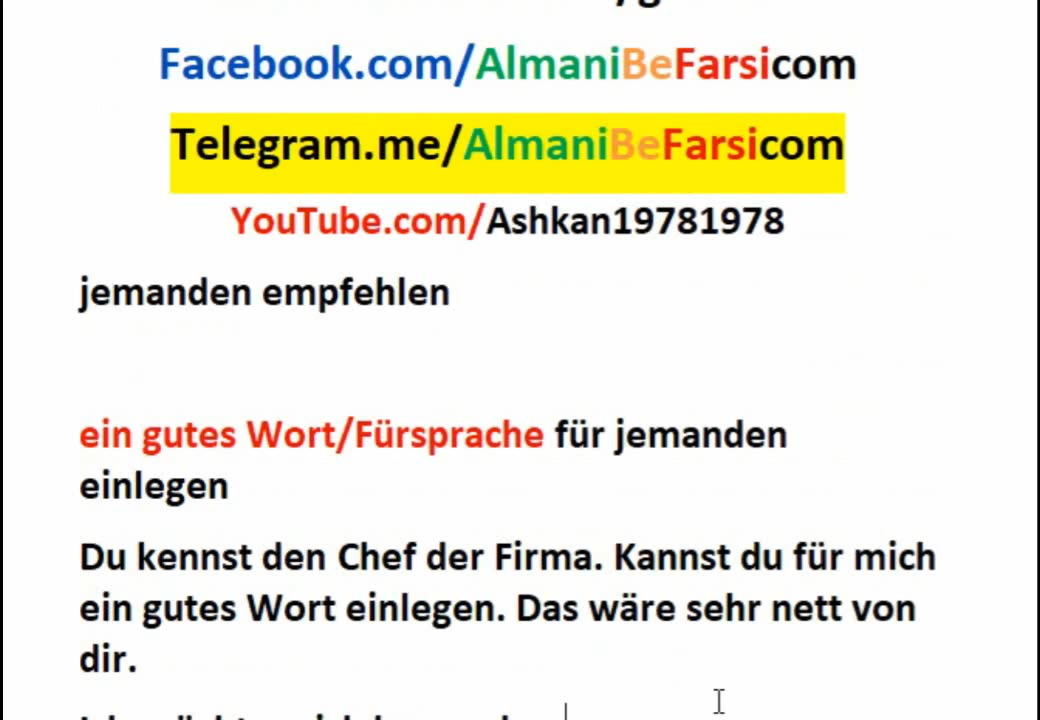 Facebook.com/AlmaniBeFarsicom
Telegram.me/AlmaniBeFarsicom
YouTube.com/Ashkan19781978
jemanden empfehlen
ein gutes Wort/Fürsprache für jemanden
einlegen
Du kennst den Chef der Firma. Kannst du für mich
ein gutes Wort einlegen. Das wäre sehr nett von
dir.